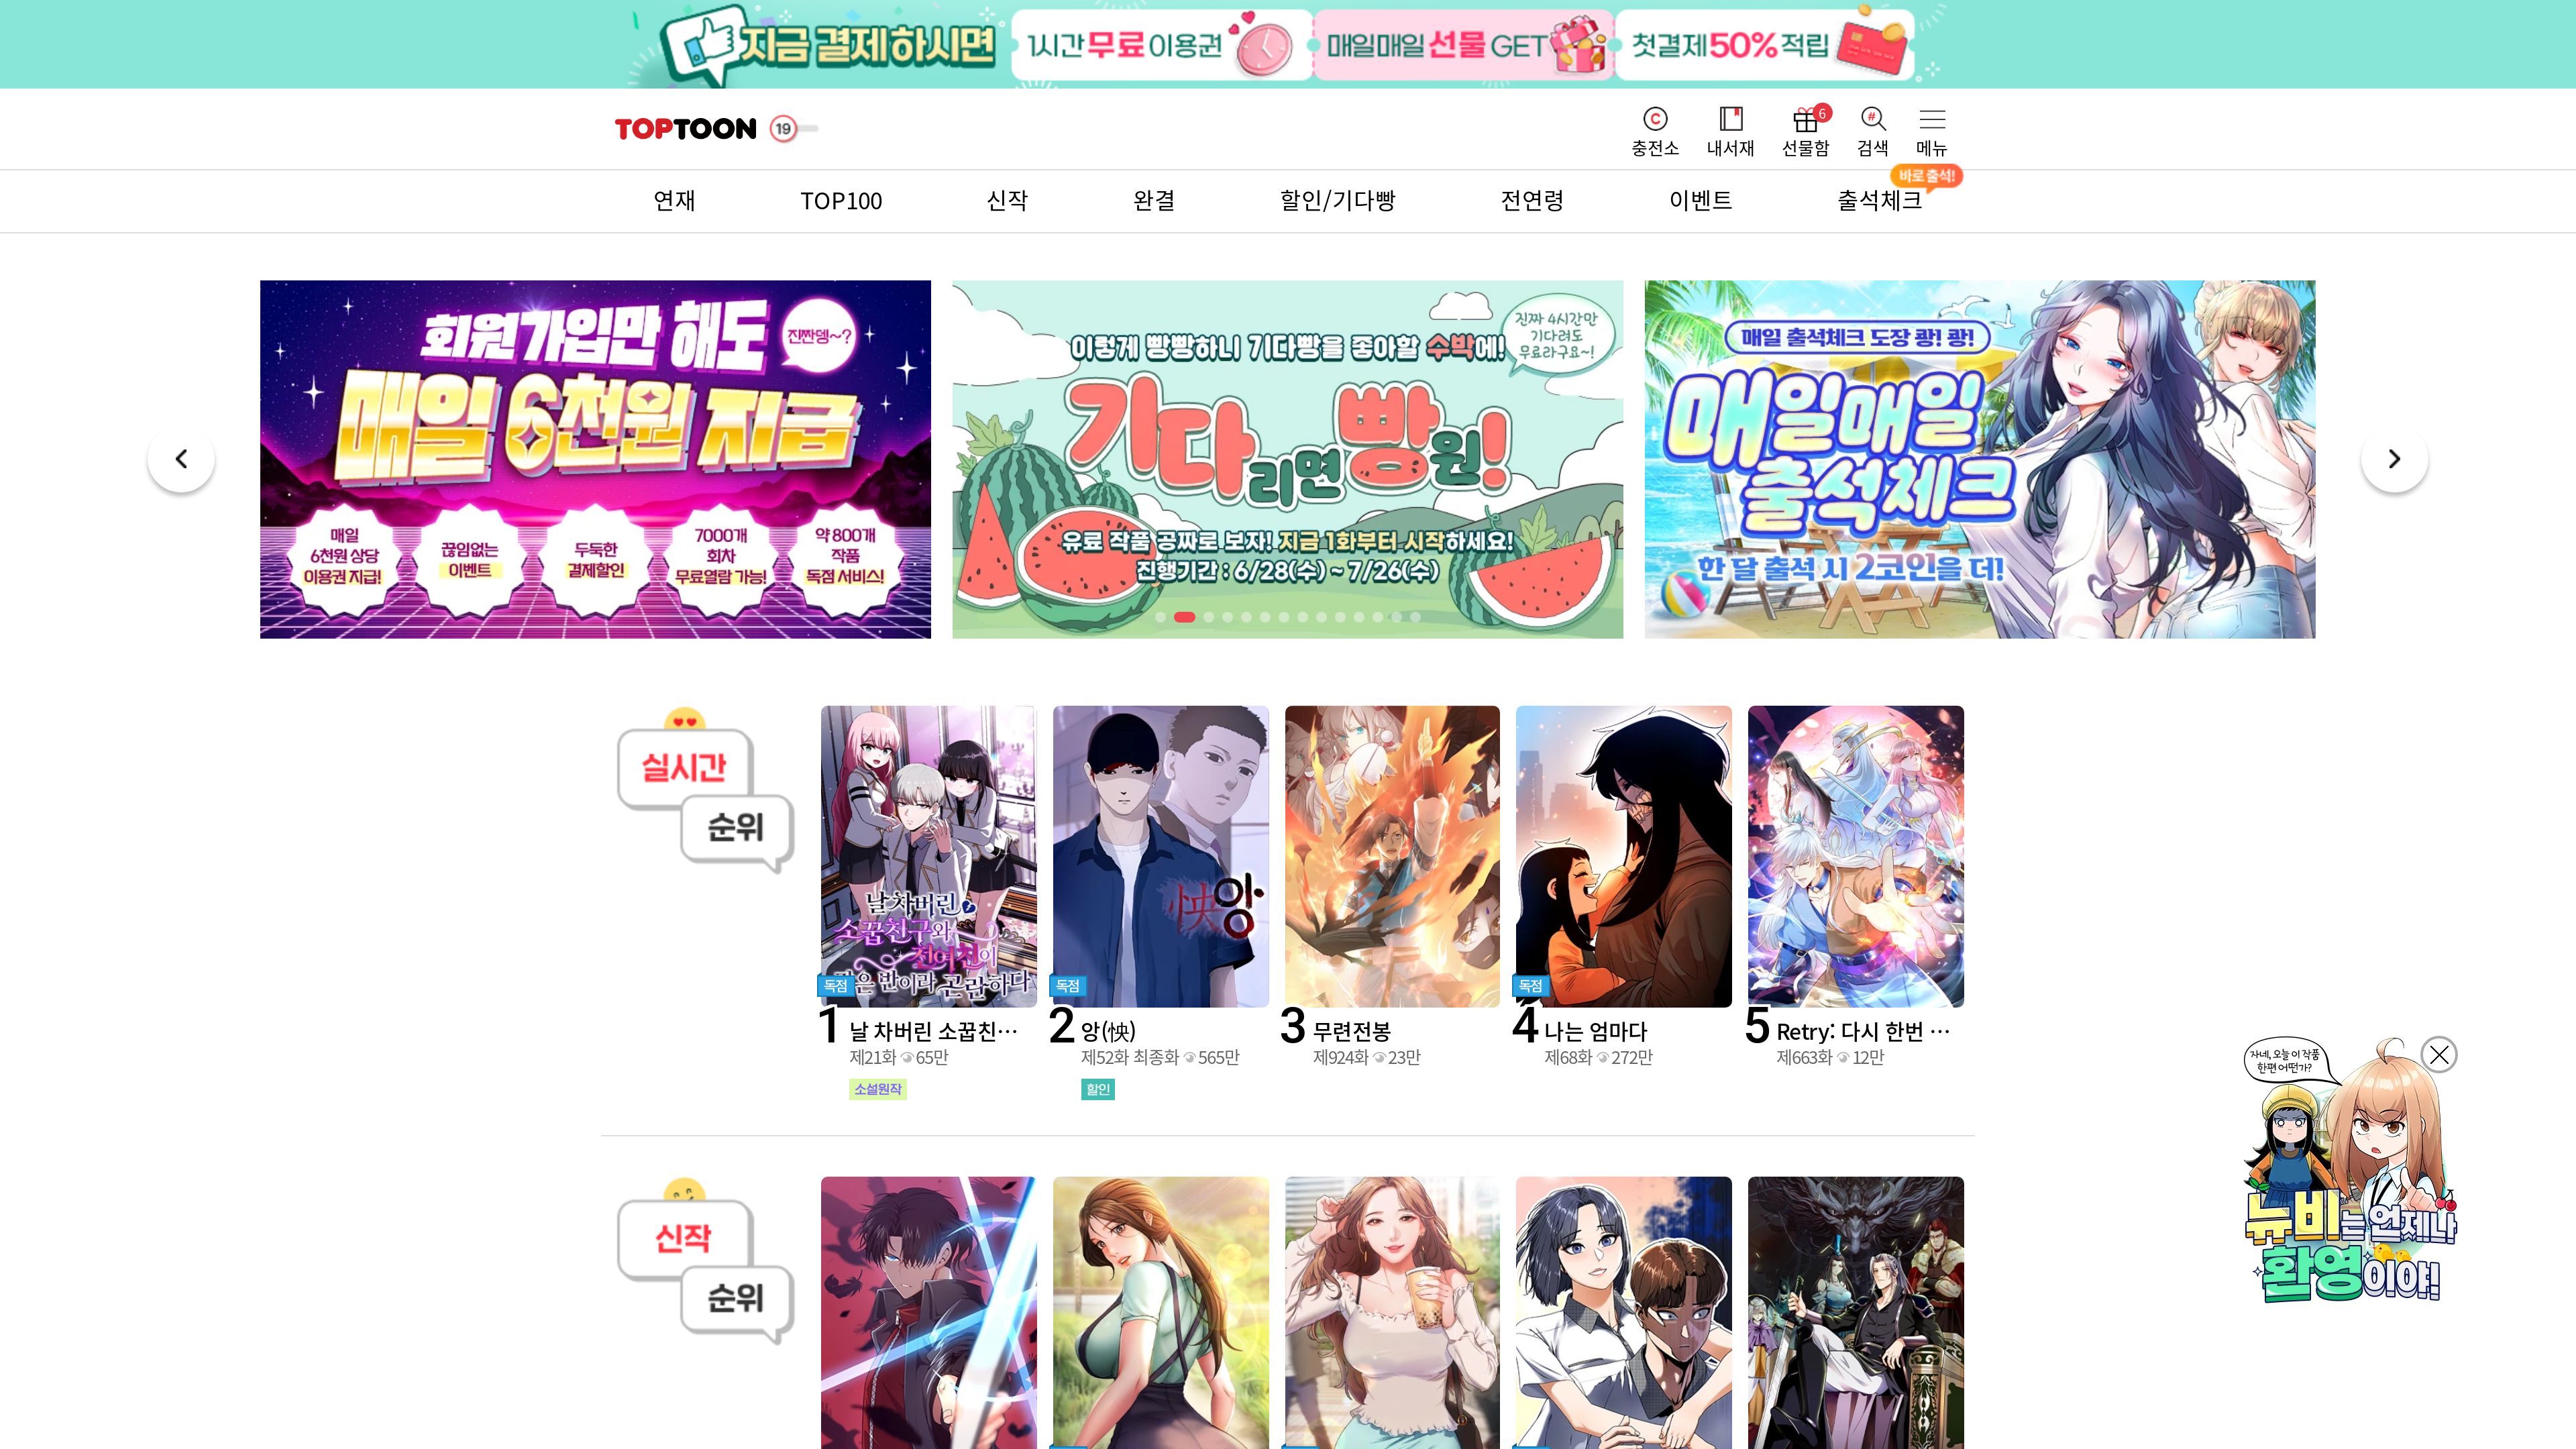 지금 결제하시면
1시간 무료 이용권
매일매일 선물 GET
첫결제 50% 적립
TOPTOON
19
충전소
내서재
6
선물함
#
검색
메뉴
바로 출석!
연재
TOP100
신작
완결
할인/기다빵
전연령
이벤트
출석체크
회원가입만 해도
진짠뎅~?
매일 6천원 지급
매일
6천원 상당
이용권 지급!
끊임없는
이벤트
두둑한
결제할인
7000개
회차
무료열람 가능!
약 800개
작품
독점 서비스!
이렇게 빵빵하니 기다빵을 좋아할 수박에!
진짜 4시간만
기다려도
무료라구요~!
기다리면 빵원!
유료 작품 공짜로 보자! 지금 1화부터 시작하세요!
진행기간 : 6/28(수) ~ 7/26(수)
매일 출석체크 도장 쾅! 쾅!
매일매일
출석체크
한 달 출석 시 2코인을 더!
실시간
순위
날 차버린
소꿉친구와
전여친이
같은 반이라 곤란하다
독점
1
날 차버린 소꿉친…
제21화 65만
소설원작
怏 앙
독점
2
앙(怏)
제52화 최종화 565만
할인
3
무련전봉
제924화 23만
독점
4
나는 엄마다
제68화 272만
5
Retry: 다시 한번 …
제663화 12만
신작
순위
자네, 오늘 이 작품
한편 어떤가?
뉴비는 언제나
환영이야!